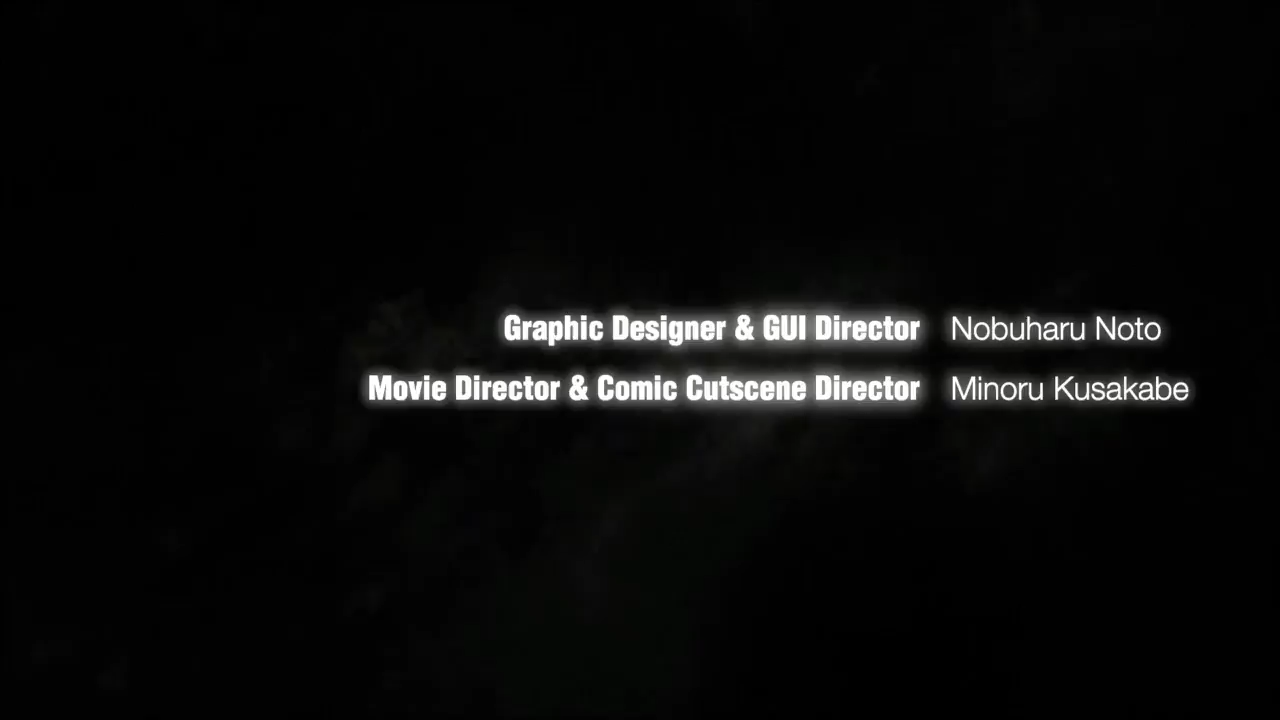 Graphic Designer & GUI Director Nobuharu Noto
Movie Director & Comic Cutscene Director Minoru Kusakabe